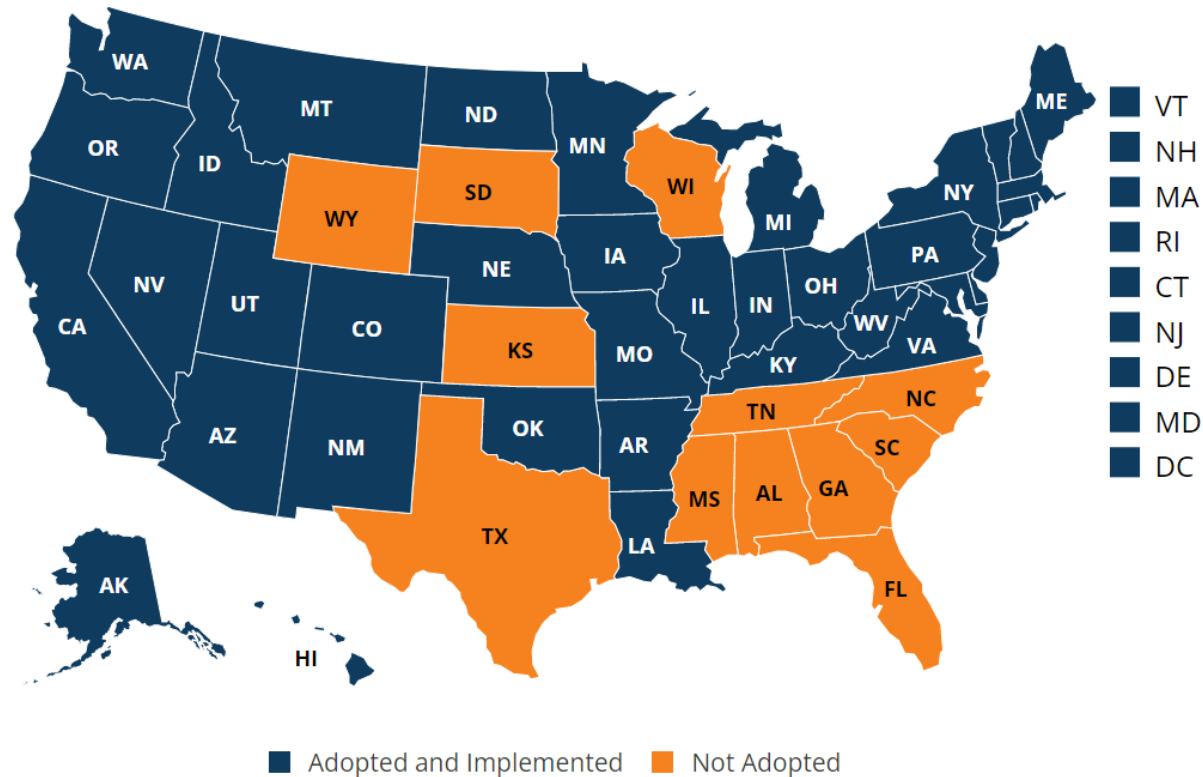 WA
MT
ND
MN
ME
OR
ID
SD
WI
NY
WY
MI
IA
PA
NE
NV
UT
CO
IL
IN
OH
WV
VA
CA
KS
MO
KY
AZ
NM
OK
AR
TN
NC
SC
MS
AL
GA
TX
LA
AK
FL
HI
VT
NH
MA
RI
CT
NJ
DE
MD
DC
Adopted and Implemented
Not Adopted